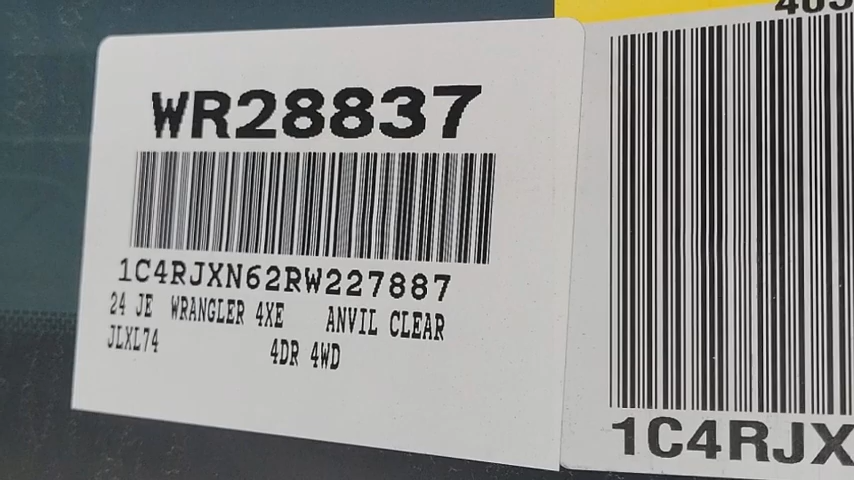 WR28837
1C4RJXN62RW227887
24 JE WRANGLER 4XE ANVIL CLEAR
JLXL74 4DR 4WD
1C4RJX